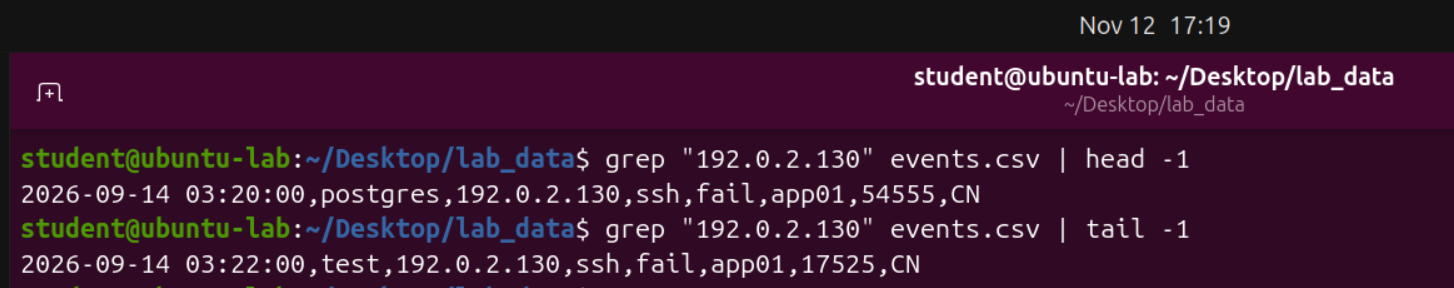 Nov 12 17:19
student@ubuntu-lab: ~/Desktop/lab_data
~/Desktop/lab_data
student@ubuntu-lab:~/Desktop/lab_data$ grep "192.0.2.130" events.csv | head -1
2026-09-14 03:20:00,postgres,192.0.2.130,ssh,fail,app01,54555,CN
student@ubuntu-lab:~/Desktop/lab_data$ grep "192.0.2.130" events.csv | tail -1
2026-09-14 03:22:00,test,192.0.2.130,ssh,fail,app01,17525,CN